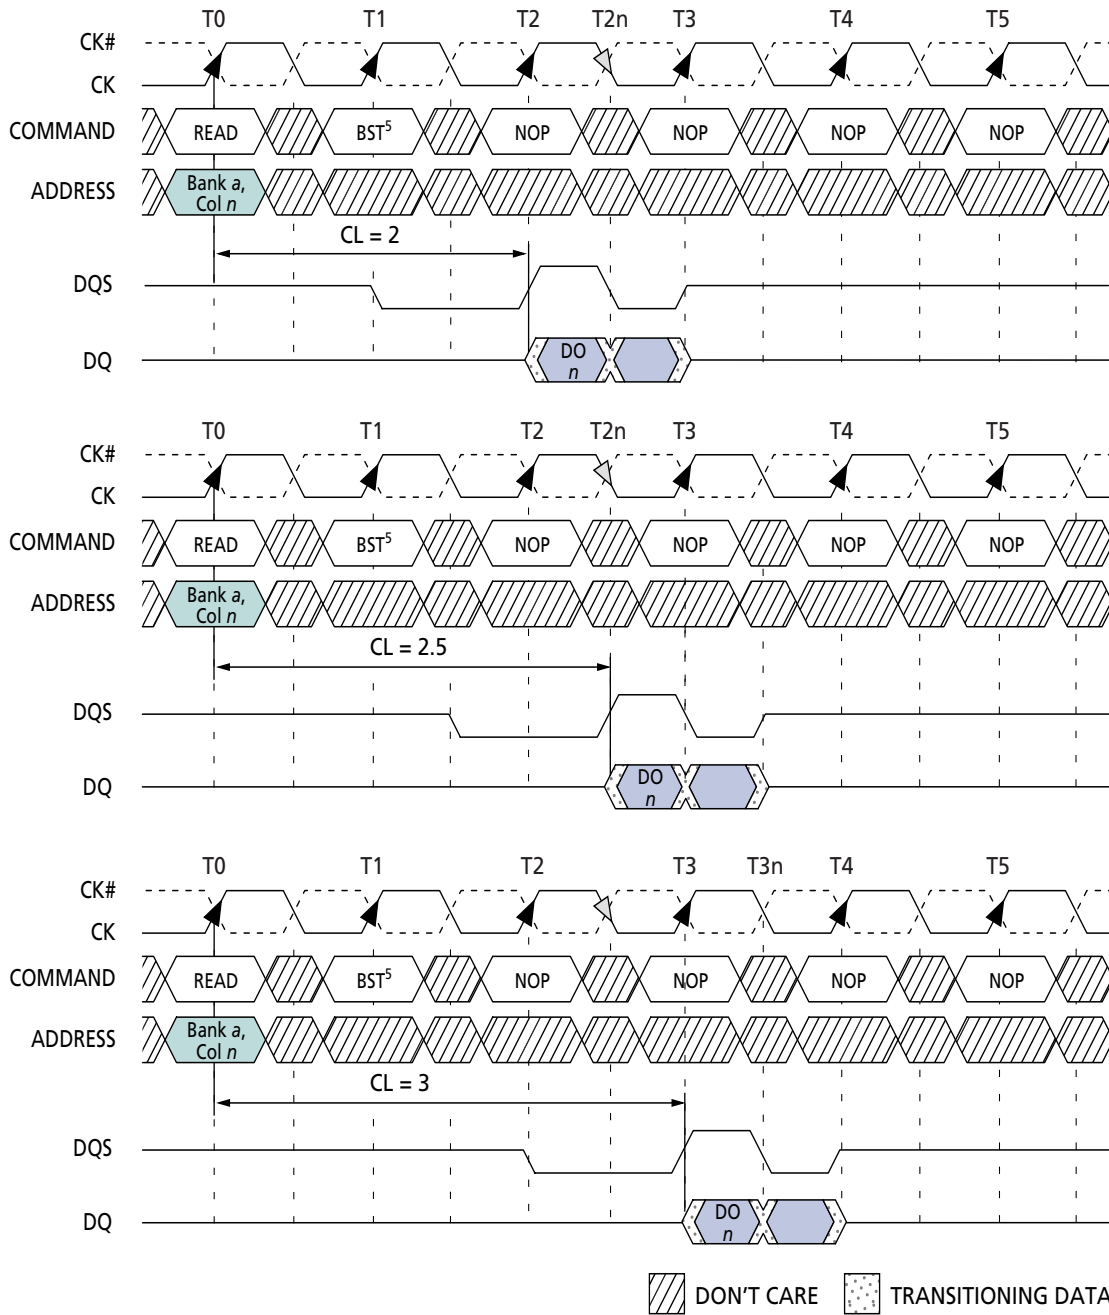 T0 T1 T2 T2n T3 T4 T5
CK#
CK
COMMAND READ BST5 NOP NOP NOP NOP
ADDRESS Bank a,
Col n
CL = 2
DQS
DQ DO
n
T0 T1 T2 T2n T3 T4 T5
CK#
CK
COMMAND READ BST5 NOP NOP NOP NOP
ADDRESS Bank a,
Col n
CL = 2.5
DQS
DQ DO
n
T0 T1 T2 T3 T3n T4 T5
CK#
CK
COMMAND READ BST5 NOP NOP NOP NOP
ADDRESS Bank a,
Col n
CL = 3
DQS
DQ DO
n
DON'T CARE TRANSITIONING DATA